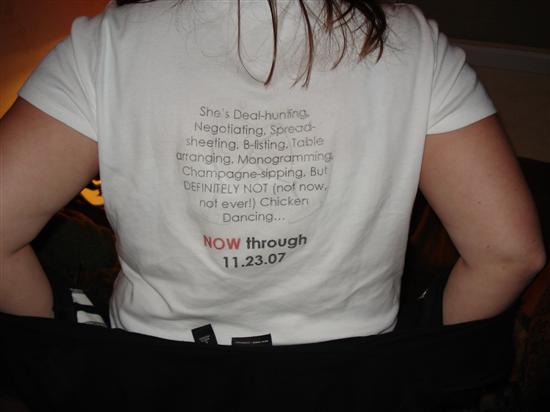 She's Deal-hunting,
Negotiating, Spread-
sheeting, B-listing, Table
arranging, Monogramming,
Champagne-sipping, But
DEFINITELY NOT (not now,
not ever!) Chicken
Dancing...
NOW through
11.23.07